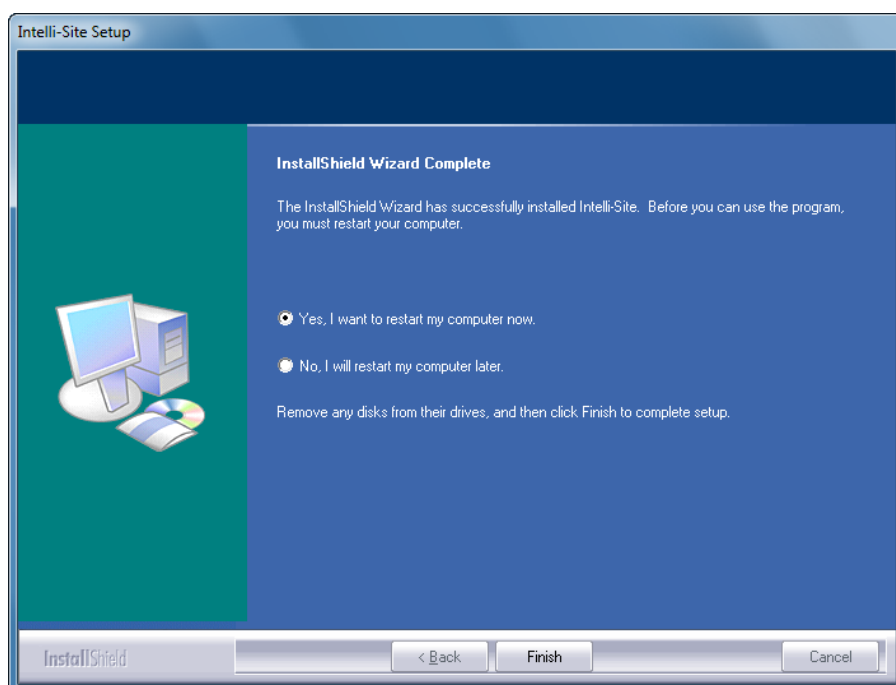 Intelli-Site Setup
InstallShield Wizard Complete
The InstallShield Wizard has successfully installed Intelli-Site.  Before you can use the program,
you must restart your computer.
Yes, I want to restart my computer now.
No, I will restart my computer later.
Remove any disks from their drives, and then click Finish to complete setup.
InstallShield
< Back
Finish
Cancel